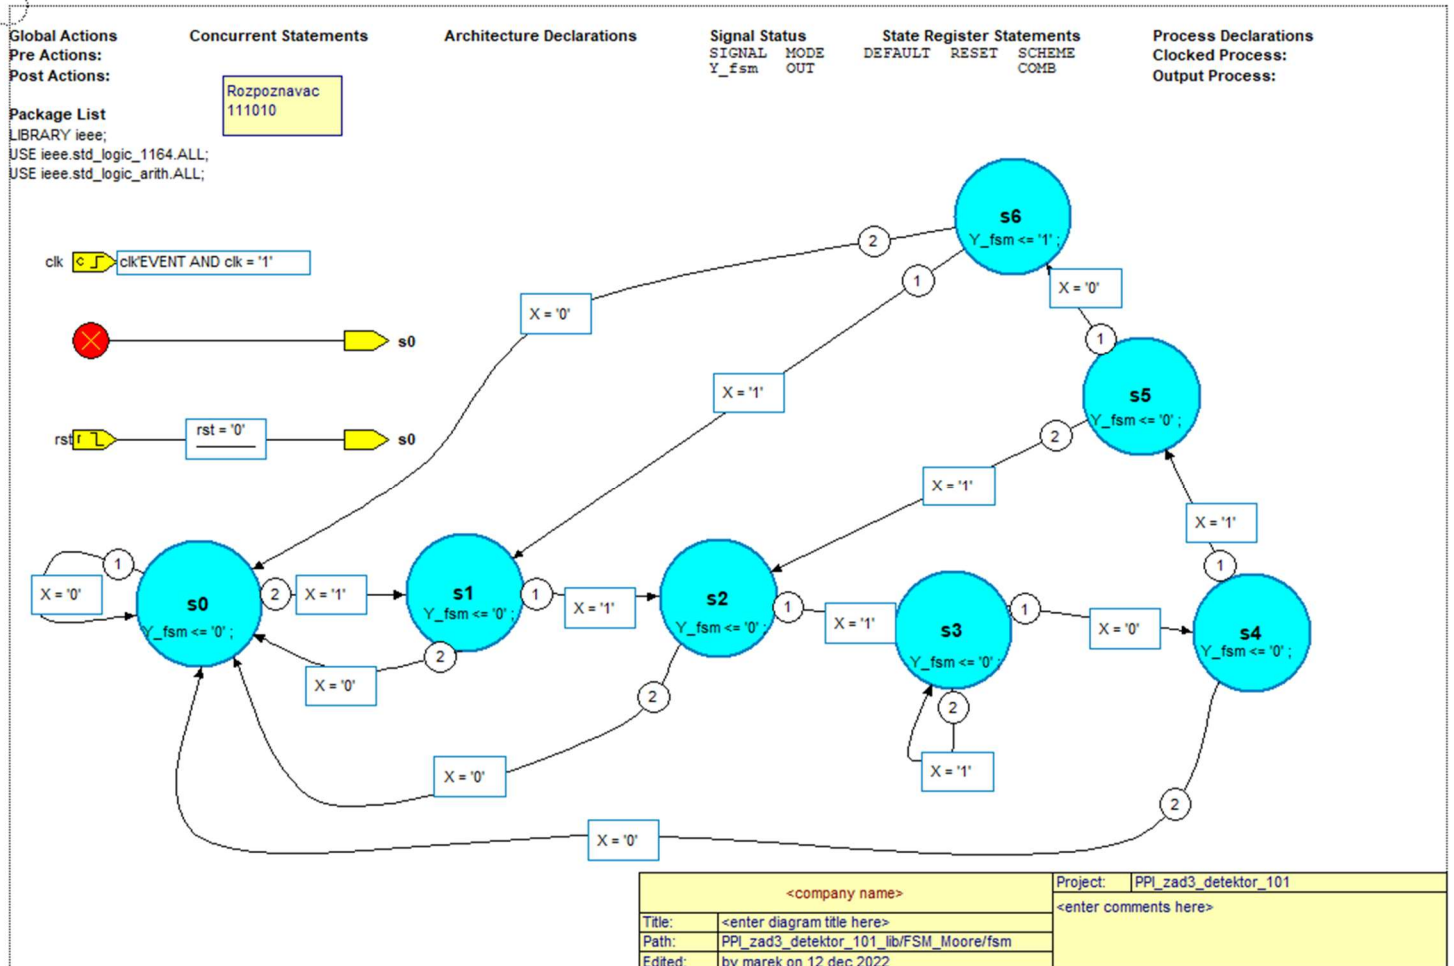 Global Actions
Pre Actions:
Post Actions:
Concurrent Statements
Architecture Declarations
Signal Status
SIGNAL MODE
Y_fsm OUT
State Register Statements
DEFAULT RESET SCHEME
COMB
Process Declarations
Clocked Process:
Output Process:
Rozpoznavac
111010
Package List
LIBRARY ieee;
USE ieee.std_logic_1164.ALL;
USE ieee.std_logic_arith.ALL;
clk
clk'EVENT AND clk = '1'
s0
rst
rst = '0'
s0
s6
Y_fsm <= '1' ;
2
1
X = '0'
X = '0'
1
X = '1'
s5
Y_fsm <= '0' ;
2
X = '1'
X = '1'
1
1
X = '0'
s0
Y_fsm <= '0' ;
2
X = '1'
s1
Y_fsm <= '0' ;
1
X = '1'
2
X = '0'
s2
Y_fsm <= '0' ;
1
X = '1'
2
X = '0'
s3
Y_fsm <= '0' ;
1
X = '0'
2
X = '1'
s4
Y_fsm <= '0' ;
2
X = '0'
<company name>
Title: <enter diagram title here>
Path: PPI_zad3_detektor_101_lib/FSM_Moore/fsm
Edited: by marek on 12 dec 2022
Project: PPI_zad3_detektor_101
<enter comments here>